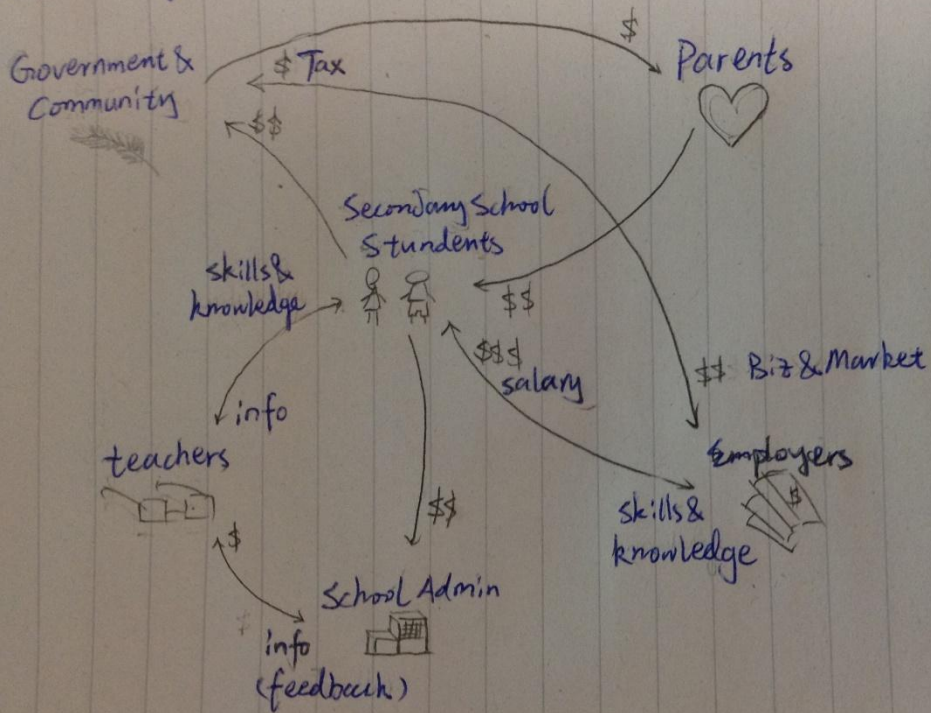 $
Government &
Community
$ Tax
Parents
$$
Secondary School
Stundents
skills &
knowledge
$$
$$$
salary
$$ Biz & Market
info
teachers
Employers
$
$$
skills &
knowledge
$
School Admin
info
(feedback)